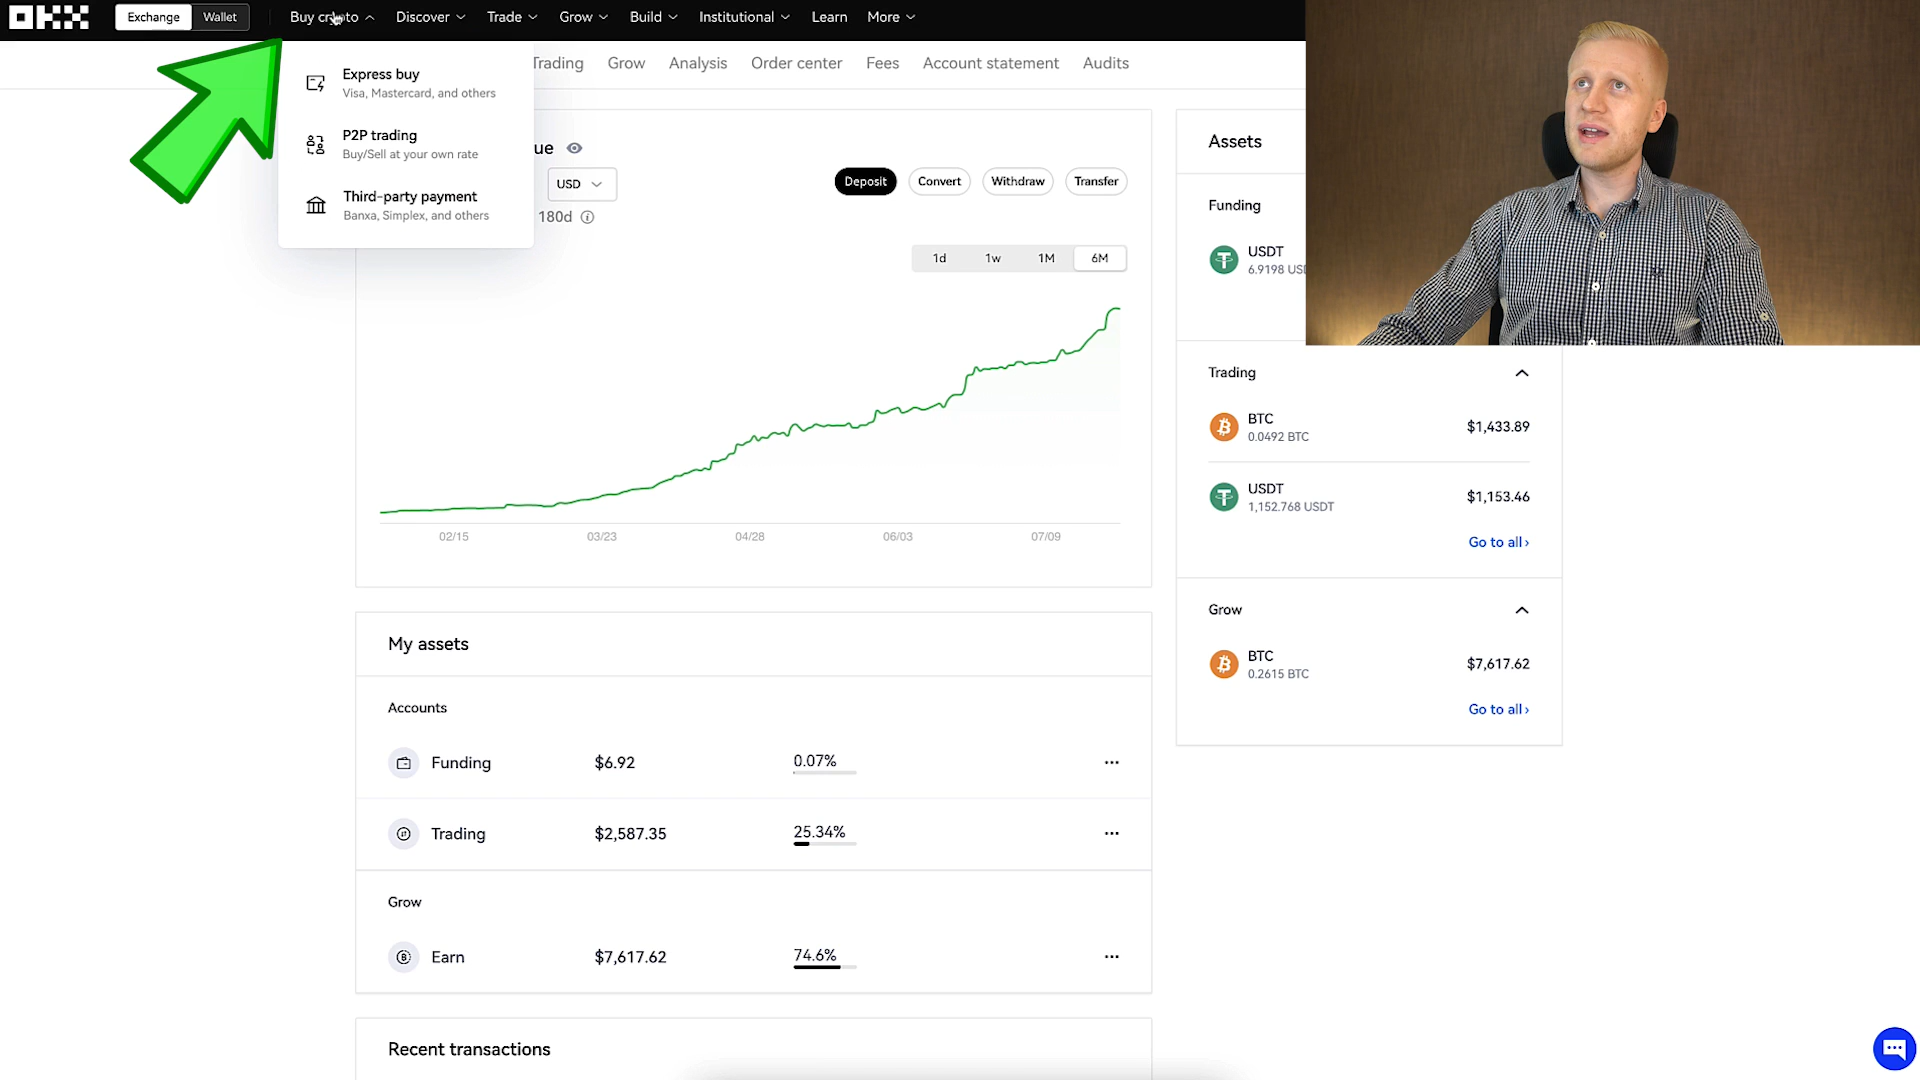 OKX
Exchange
Wallet
Buy crypto
Discover
Trade
Grow
Build
Institutional
Learn
More
Express buy
Visa, Mastercard, and others
P2P trading
Buy/Sell at your own rate
Third-party payment
Banxa, Simplex, and others
Trading
Grow
Analysis
Order center
Fees
Account statement
Audits
ue
USD
180d
Deposit
Convert
Withdraw
Transfer
1d
1w
1M
6M
02/15
03/23
04/28
06/03
07/09
Assets
Funding
USDT
6.9198 USD
Trading
BTC
0.0492 BTC
$1,433.89
USDT
1,152.768 USDT
$1,153.46
Go to all ›
Grow
BTC
0.2615 BTC
$7,617.62
Go to all ›
My assets
Accounts
Funding
$6.92
0.07%
Trading
$2,587.35
25.34%
Grow
Earn
$7,617.62
74.6%
Recent transactions